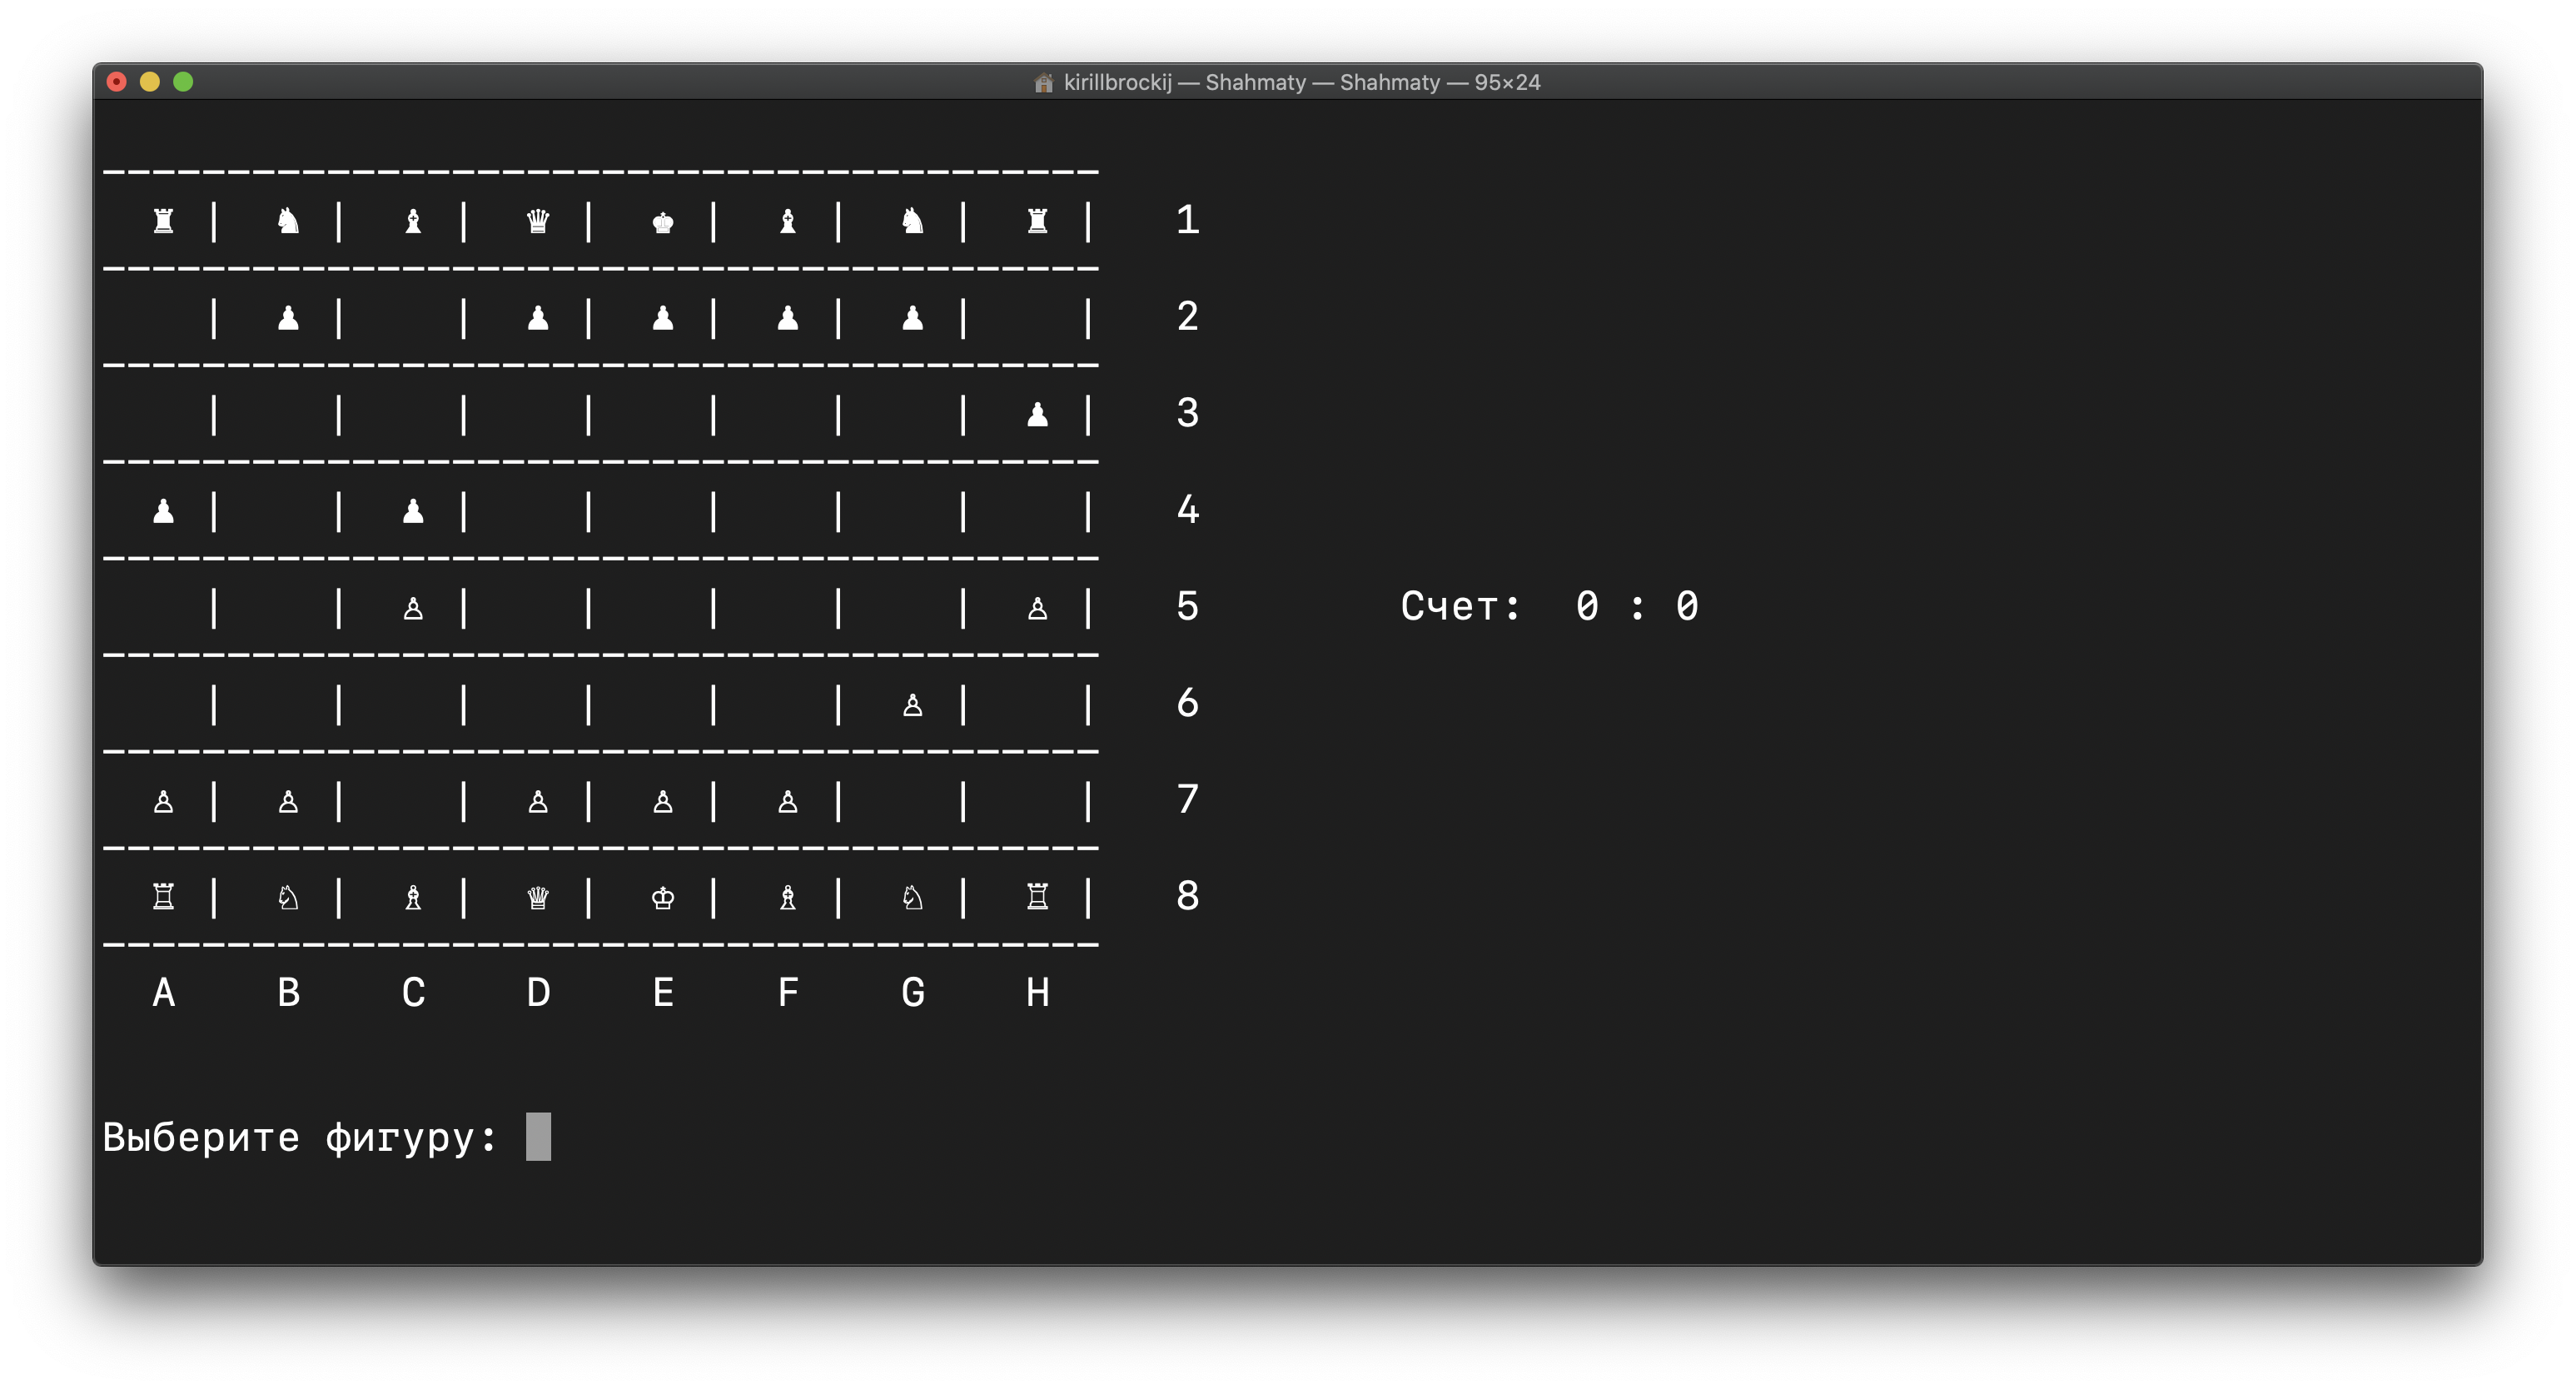 kirillbrockij — Shahmaty — Shahmaty — 95×24
♜ | ♞ | ♝ | ♛ | ♚ | ♝ | ♞ | ♜ | 1
| ♟ | | ♟ | ♟ | ♟ | ♟ | | 2
| | | | | | | ♟ | 3
♟ | | ♟ | | | | | | 4
| | ♙ | | | | | ♙ | 5 Счет: 0 : 0
| | | | | | ♙ | | 6
♙ | ♙ | | ♙ | ♙ | ♙ | | | 7
♖ | ♘ | ♗ | ♕ | ♔ | ♗ | ♘ | ♖ | 8
A B C D E F G H
Выберите фигуру: